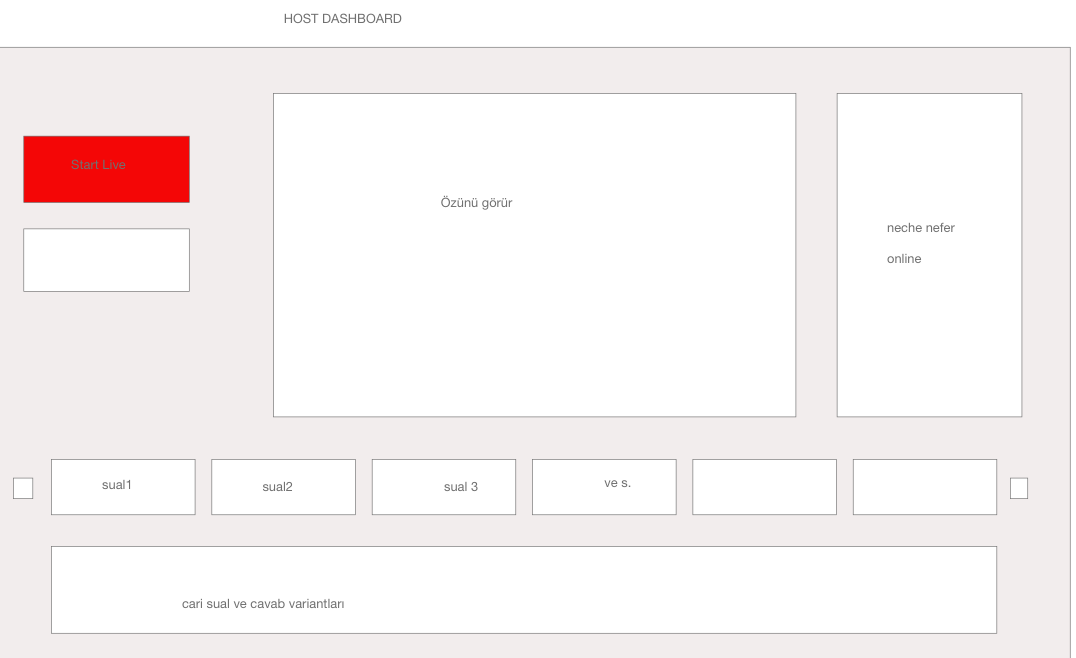 HOST DASHBOARD
Start Live
Özünü görür
neche nefer
online
sual1
sual2
sual 3
ve s.
cari sual ve cavab variantları